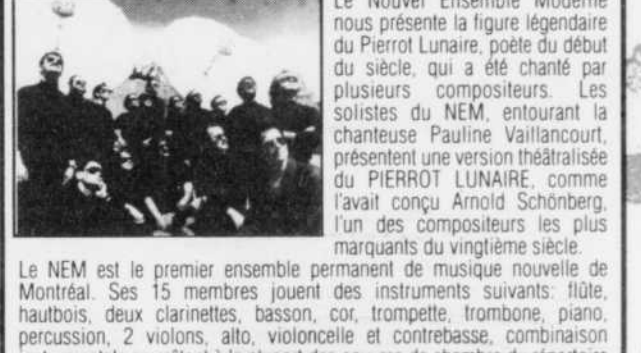 Le Nouvel Ensemble Moderne
nous présente la figure légendaire
du Pierrot Lunaire, poète du début
du siècle, qui a été chanté par
plusieurs compositeurs. Les
solistes du NEM, entourant la
chanteuse Pauline Vaillancourt,
présentent une version théâtralisée
du PIERROT LUNAIRE, comme
l'avait conçu Arnold Schönberg,
l'un des compositeurs les plus
marquants du vingtième siècle.
Le NEM est le premier ensemble permanent de musique nouvelle de
Montréal. Ses 15 membres jouent des instruments suivants: flûte,
hautbois, deux clarinettes, basson, cor, trompette, trombone, piano,
percussion, 2 violons, alto, violoncelle et contrebasse, combinaison